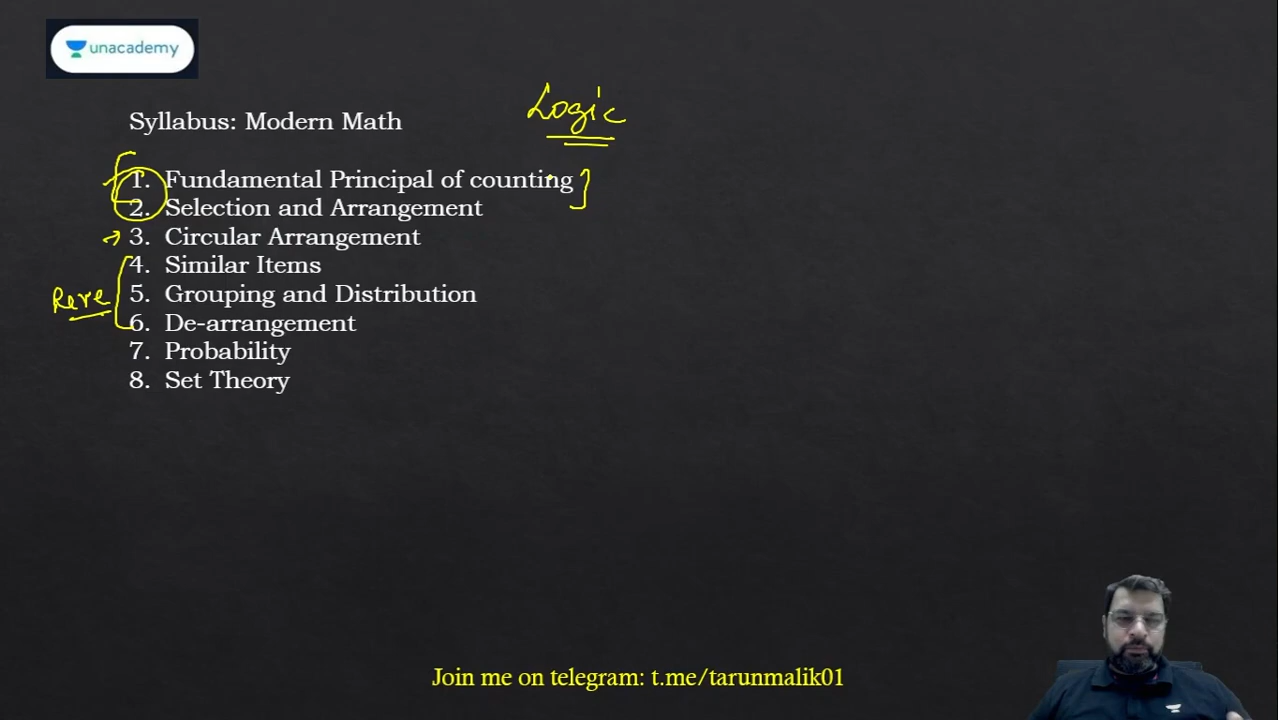 unacademy
Logic
Syllabus: Modern Math
1. Fundamental Principal of counting
2. Selection and Arrangement
3. Circular Arrangement
4. Similar Items
Rare
5. Grouping and Distribution
6. De-arrangement
7. Probability
8. Set Theory
Join me on telegram: t.me/tarunmalik01